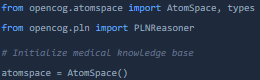 from opencog.atomspace import AtomSpace, types
from opencog.pln import PLNReasoner
# Initialize medical knowledge base
atomspace = AtomSpace()